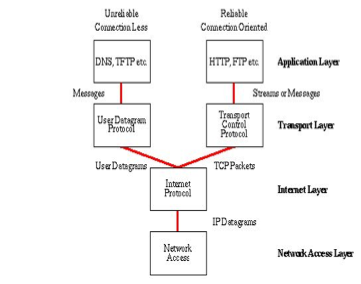 Unreliable
Connection Less
Reliable
Connection Oriented
DNS, TFTP etc.
HTTP, FTP etc
Application Layer
Messages
Streams or Messages
User Datagram
Protocol
Transport
Control
Protocol
Transport Layer
User Datagrams
TCP Packets
Internet
Protocol
Internet Layer
IP Datagrams
Network
Access
Network Access Layer